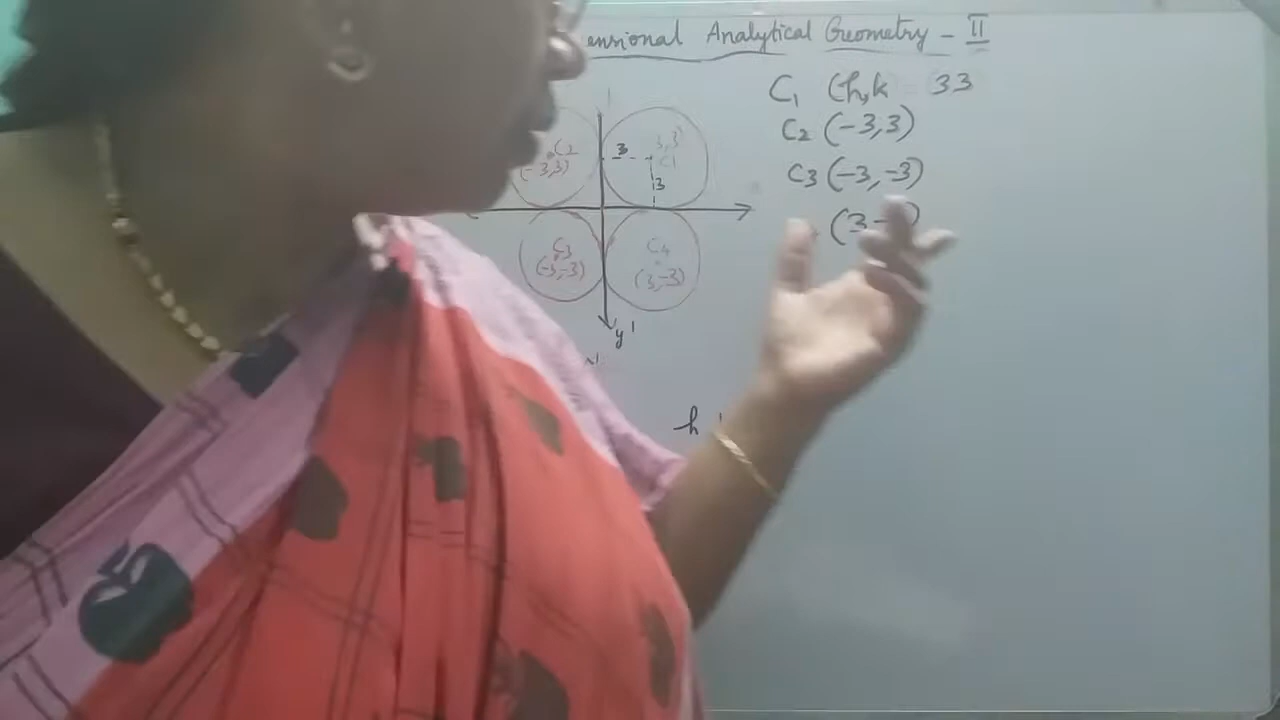 ensional Analytical Geometry - II
C₁ (h,k 33
C₂ (-3,3)
C3 (-3,-3)
(3-
C2
(-3,3)
3
3,3
C1
3
C3
(-3,-3)
C4
(3,-3)
y'
h